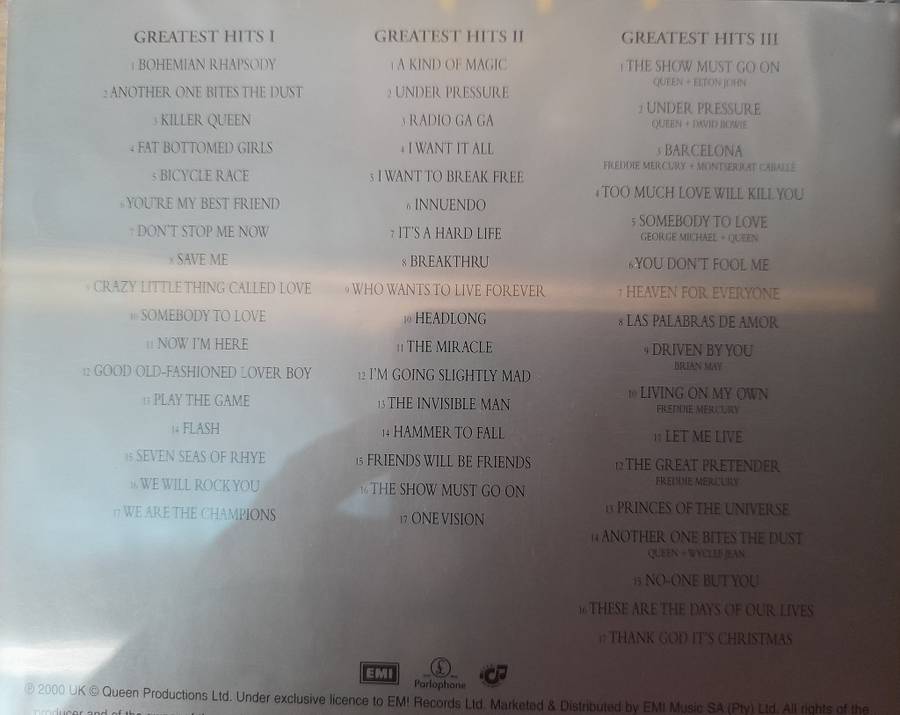 GREATEST HITS I
1 BOHEMIAN RHAPSODY
2 ANOTHER ONE BITES THE DUST
3 KILLER QUEEN
4 FAT BOTTOMED GIRLS
5 BICYCLE RACE
6 YOU'RE MY BEST FRIEND
7 DON'T STOP ME NOW
8 SAVE ME
9 CRAZY LITTLE THING CALLED LOVE
10 SOMEBODY TO LOVE
11 NOW I'M HERE
12 GOOD OLD-FASHIONED LOVER BOY
13 PLAY THE GAME
14 FLASH
15 SEVEN SEAS OF RHYE
16 WE WILL ROCK YOU
17 WE ARE THE CHAMPIONS
GREATEST HITS II
1 A KIND OF MAGIC
2 UNDER PRESSURE
3 RADIO GA GA
4 I WANT IT ALL
5 I WANT TO BREAK FREE
6 INNUENDO
7 IT'S A HARD LIFE
8 BREAKTHRU
9 WHO WANTS TO LIVE FOREVER
10 HEADLONG
11 THE MIRACLE
12 I'M GOING SLIGHTLY MAD
13 THE INVISIBLE MAN
14 HAMMER TO FALL
15 FRIENDS WILL BE FRIENDS
16 THE SHOW MUST GO ON
17 ONE VISION
GREATEST HITS III
1 THE SHOW MUST GO ON
QUEEN + ELTON JOHN
2 UNDER PRESSURE
QUEEN + DAVID BOWIE
3 BARCELONA
FREDDIE MERCURY + MONTSERRAT CABALLÉ
4 TOO MUCH LOVE WILL KILL YOU
5 SOMEBODY TO LOVE
GEORGE MICHAEL + QUEEN
6 YOU DON'T FOOL ME
7 HEAVEN FOR EVERYONE
8 LAS PALABRAS DE AMOR
9 DRIVEN BY YOU
BRIAN MAY
10 LIVING ON MY OWN
FREDDIE MERCURY
11 LET ME LIVE
12 THE GREAT PRETENDER
FREDDIE MERCURY
13 PRINCES OF THE UNIVERSE
14 ANOTHER ONE BITES THE DUST
QUEEN + WYCLEF JEAN
15 NO-ONE BUT YOU
16 THESE ARE THE DAYS OF OUR LIVES
17 THANK GOD IT'S CHRISTMAS
EMI
£
Parlophone
℗ 2000 UK © Queen Productions Ltd. Under exclusive licence to EMI Records Ltd. Marketed & Distributed by EMI Music SA (Pty) Ltd. All rights of the
producer and of the